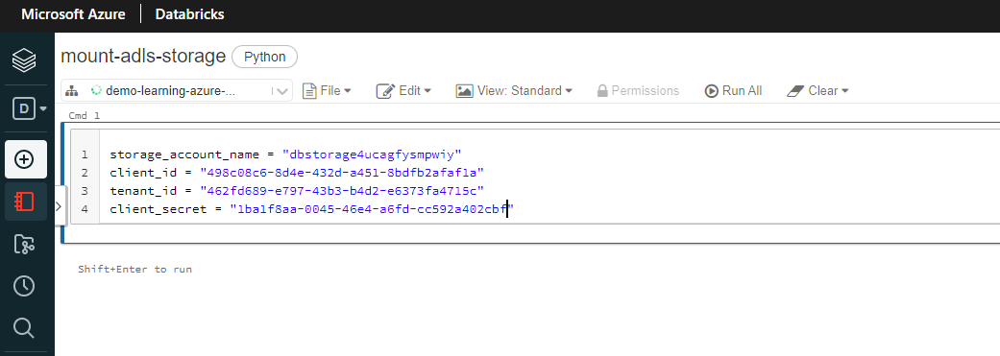 Microsoft Azure | Databricks
mount-adls-storage Python
D
demo-learning-azure-... File Edit View: Standard Permissions Run All Clear
Cmd 1
1 storage_account_name = "dbstorage4ucagfysmpwiy"
2 client_id = "498c08c6-8d4e-432d-a451-8bdfb2afaf1a"
3 tenant_id = "462fd689-e797-43b3-b4d2-e6373fa4715c"
4 client_secret = "1ba1f8aa-0045-46e4-a6fd-cc592a402cbf"
Shift+Enter to run